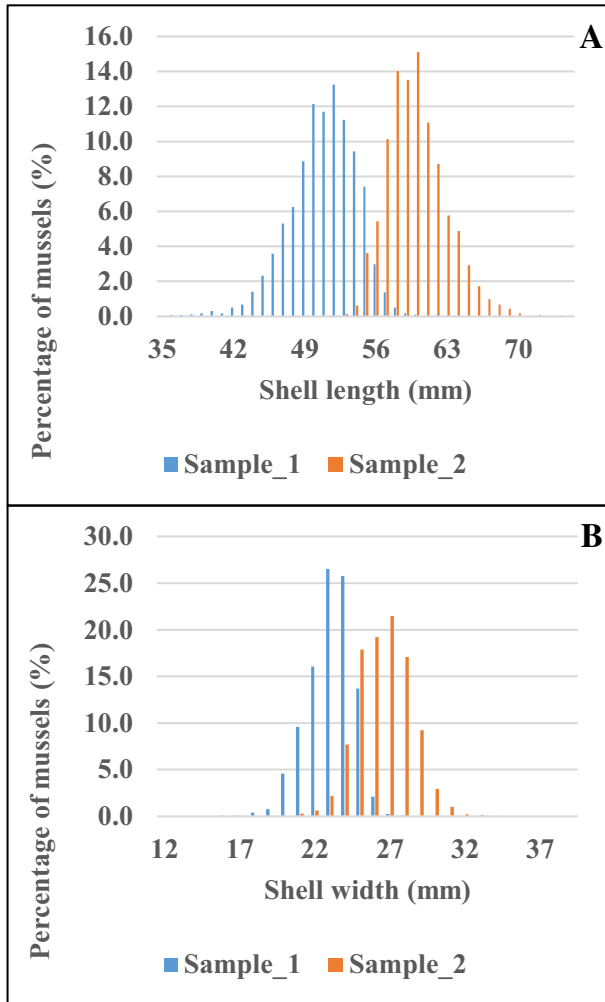 A
16.0
14.0
12.0
10.0
8.0
6.0
4.0
2.0
0.0
Percentage of mussels (%)
35 42 49 56 63 70
Shell length (mm)
Sample_1 Sample_2
B
30.0
25.0
20.0
15.0
10.0
5.0
0.0
Percentage of mussels (%)
12 17 22 27 32 37
Shell width (mm)
Sample_1 Sample_2